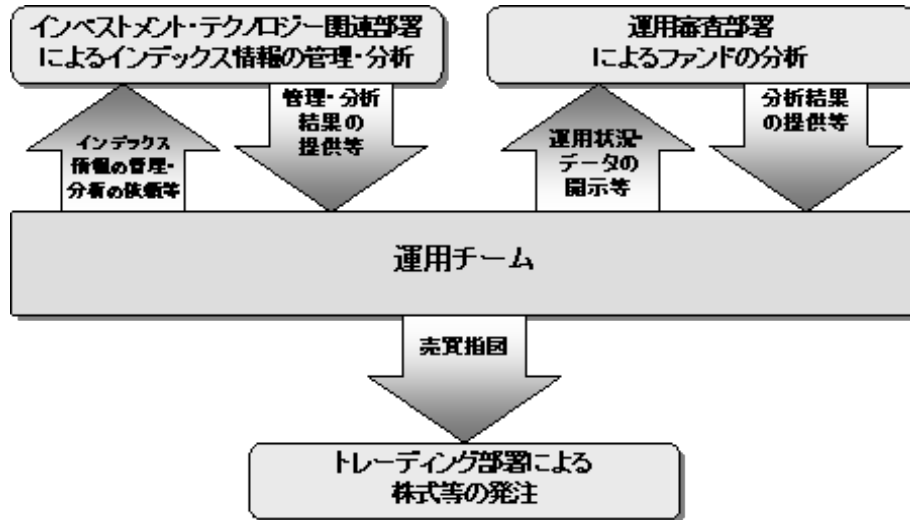 インベストメント・テクノロジー関連部署
によるインデックス情報の管理・分析
運用審査部署
によるファンドの分析
インデックス
情報の管理・
分析の依頼等
管理・分析
結果の
提供等
運用状況・
データの
開示等
分析結果
の提供等
運用チーム
売買指図
トレーディング部署による
株式等の発注